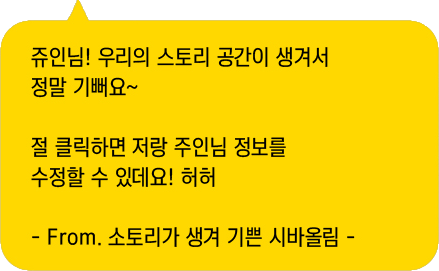 쥬인님! 우리의 스토리 공간이 생겨서
정말 기뻐요~
절 클릭하면 저랑 주인님 정보를
수정할 수 있데요! 허허
- From. 소토리가 생겨 기쁜 시바올림 -